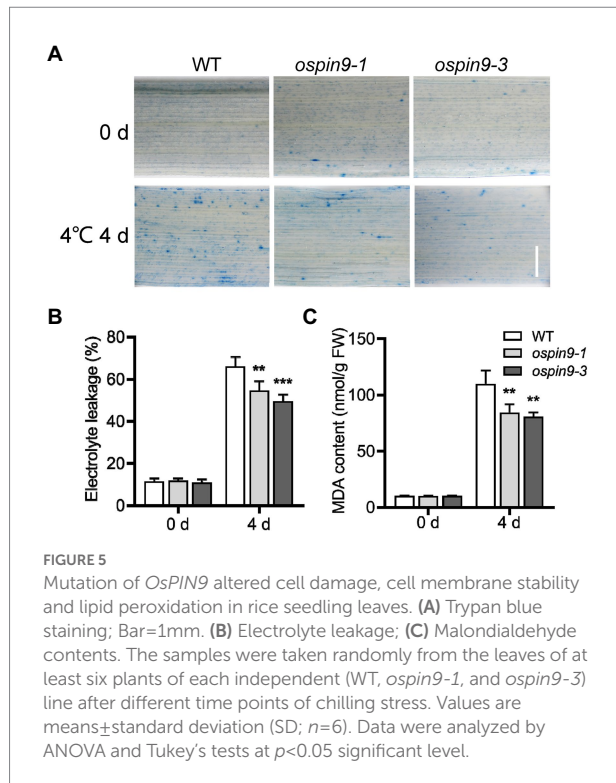 A
WT ospin9-1 ospin9-3
0 d
4°C 4 d
B
Electrolyte leakage (%)
80
60
40
20
0
**
***
0 d 4 d
C
MDA content (nmol/g FW)
150
100
50
0
WT
ospin9-1
ospin9-3
**
**
0 d 4 d
FIGURE 5
Mutation of OsPIN9 altered cell damage, cell membrane stability
and lipid peroxidation in rice seedling leaves. (A) Trypan blue
staining; Bar=1mm. (B) Electrolyte leakage; (C) Malondialdehyde
contents. The samples were taken randomly from the leaves of at
least six plants of each independent (WT, ospin9-1, and ospin9-3)
line after different time points of chilling stress. Values are
means±standard deviation (SD; n=6). Data were analyzed by
ANOVA and Tukey's tests at p<0.05 significant level.